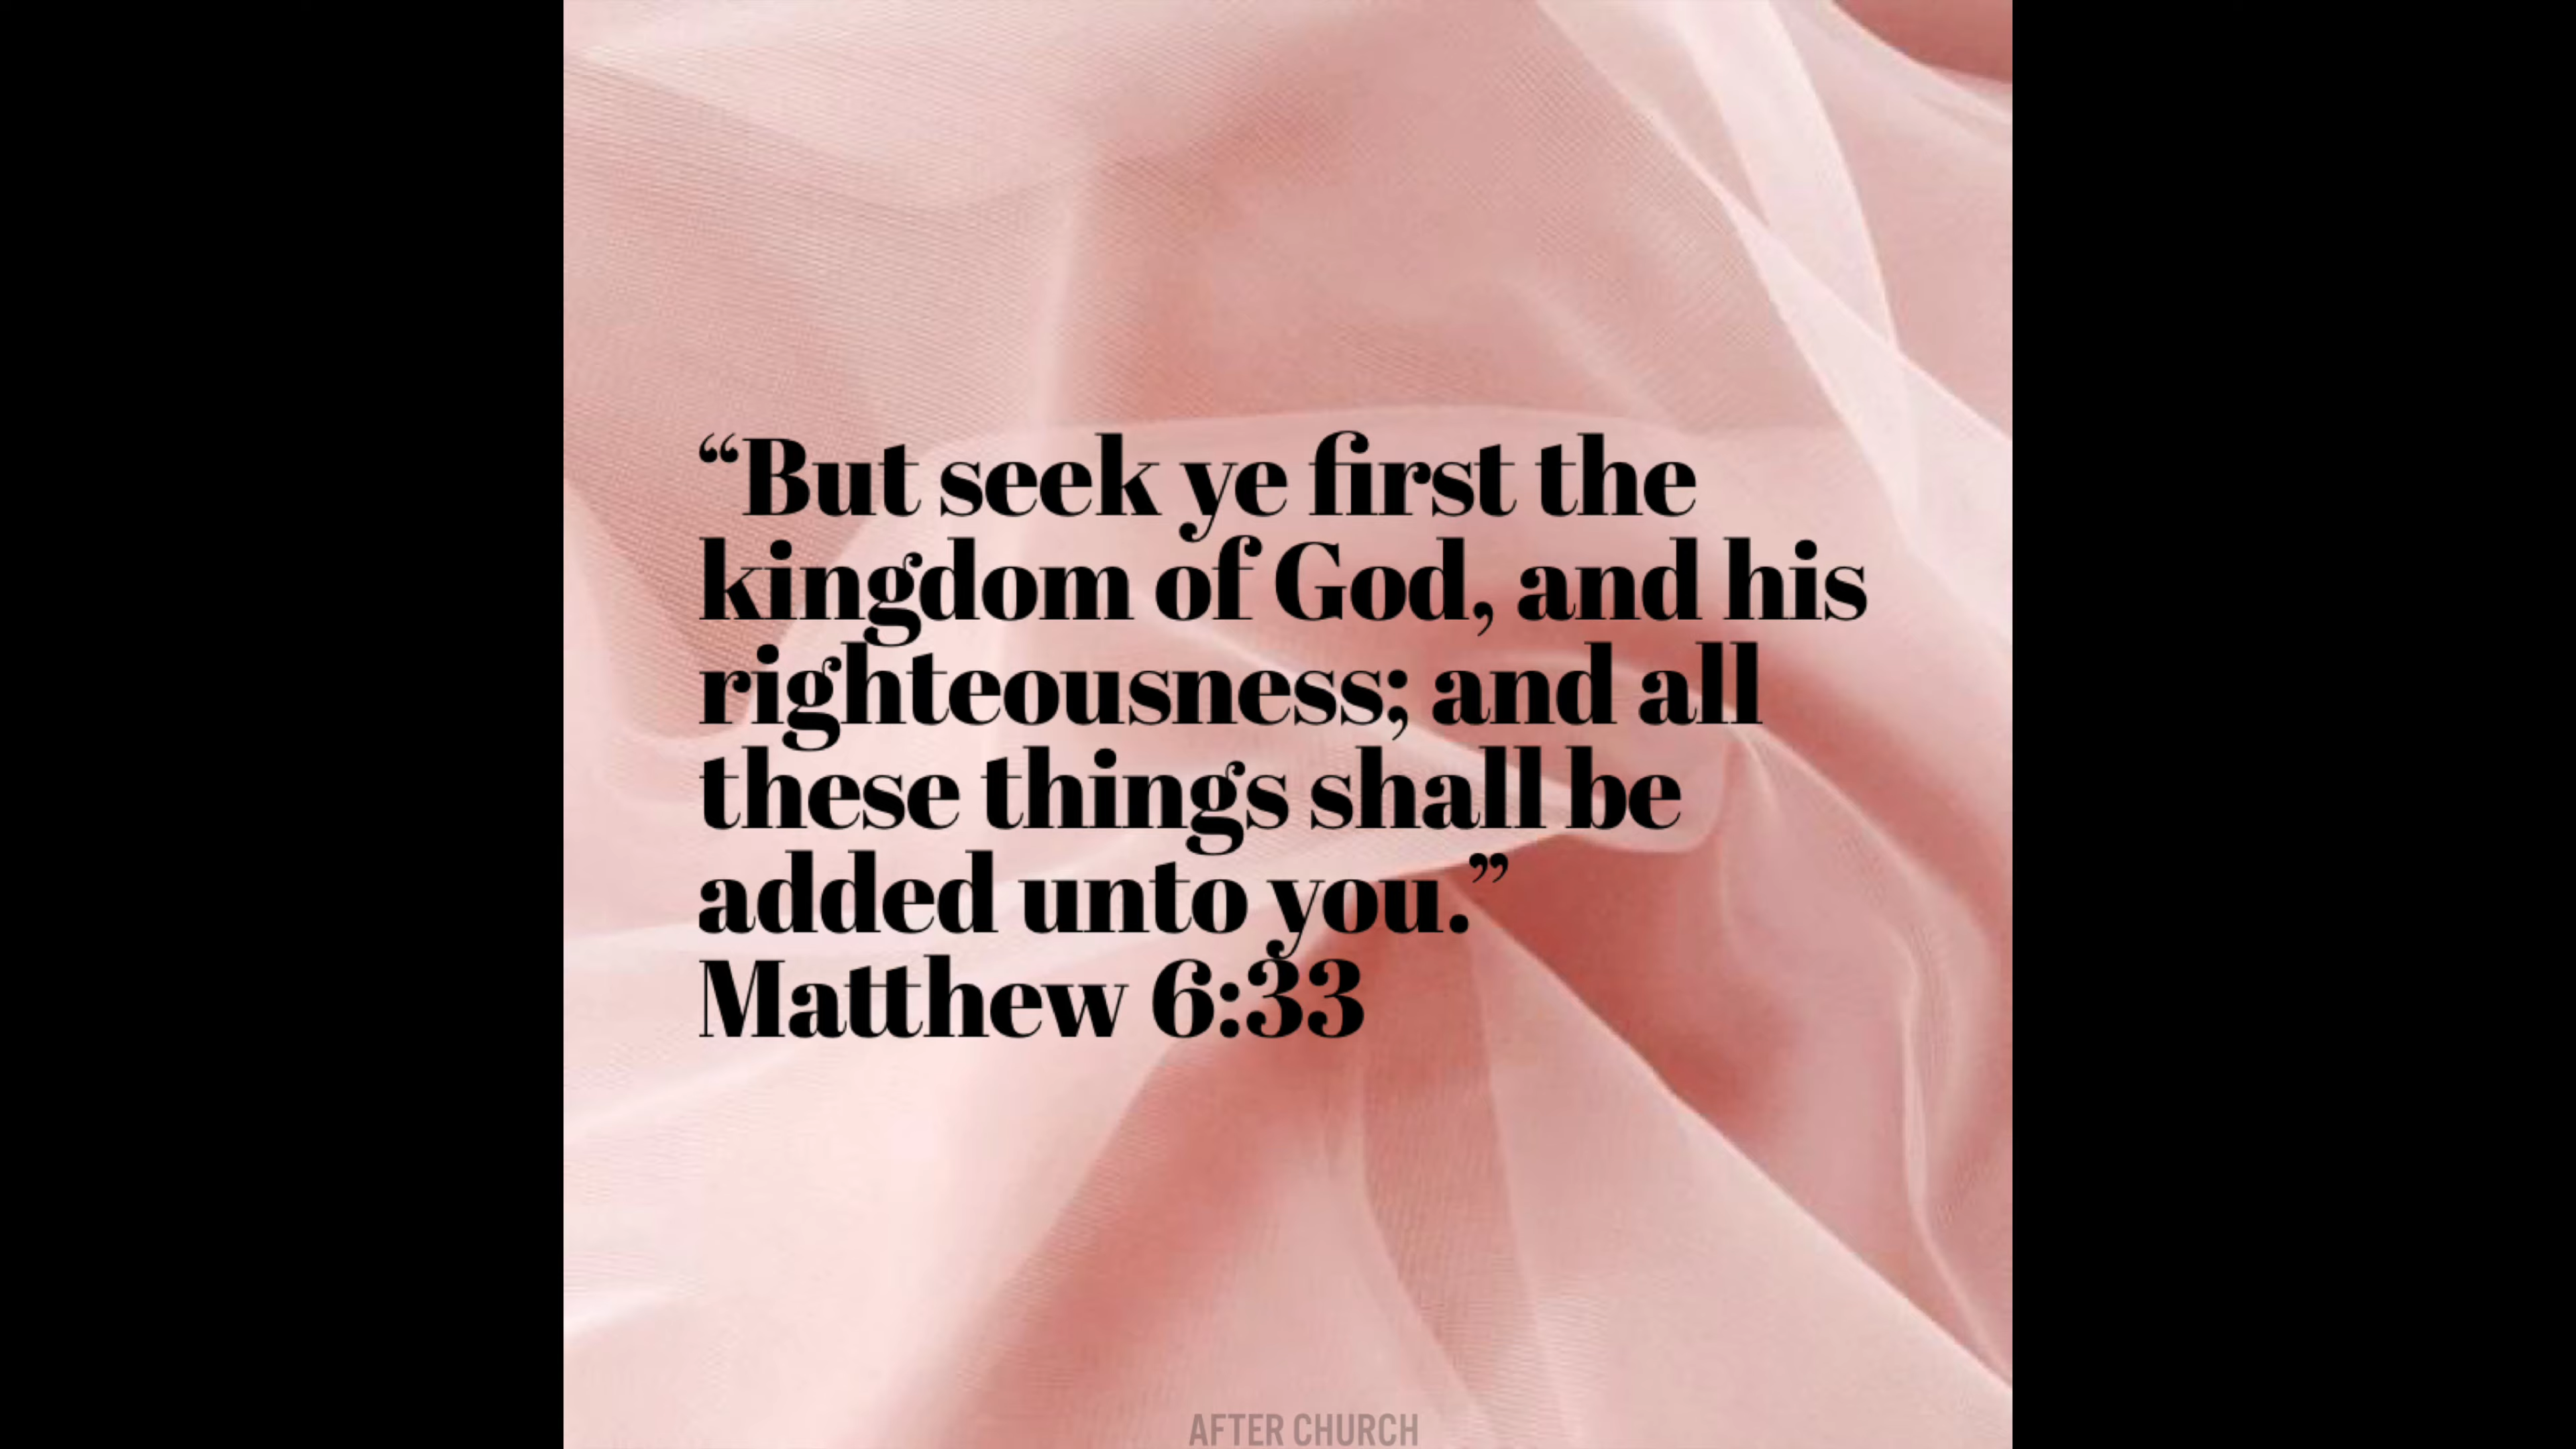 “But seek ye first the
kingdom of God, and his
righteousness; and all
these things shall be
added unto you.”
Matthew 6:33
AFTER CHURCH